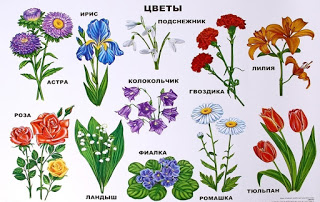 ЦВЕТЫ
ИРИС
ПОДСНЕЖНИК
АСТРА
КОЛОКОЛЬЧИК
ГВОЗДИКА
ЛИЛИЯ
РОЗА
ЛАНДЫШ
ФИАЛКА
РОМАШКА
ТЮЛЬПАН